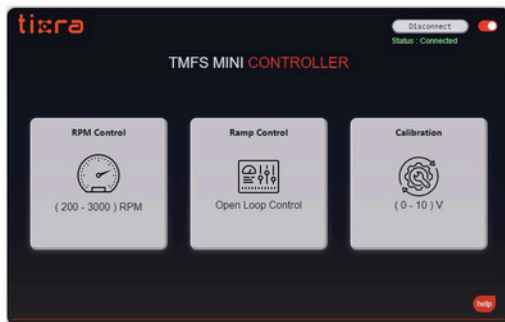 tixra
Disconnect
Status : Connected
TMFS MINI CONTROLLER
RPM Control
( 200 - 3000 ) RPM
Ramp Control
Open Loop Control
Calibration
( 0 - 10 ) V
help